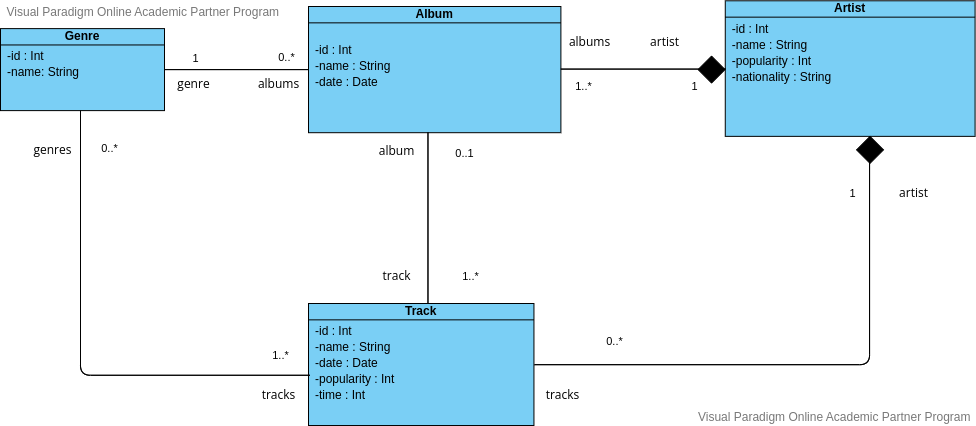 Visual Paradigm Online Academic Partner Program
Genre
-id : Int
-name: String
1
0..*
genre
albums
Album
-id : Int
-name : String
-date : Date
albums
artist
1..*
1
Artist
-id : Int
-name : String
-popularity : Int
-nationality : String
genres
0..*
album
0..1
1
artist
track
1..*
Track
-id : Int
-name : String
-date : Date
-popularity : Int
-time : Int
1..*
tracks
0..*
tracks
Visual Paradigm Online Academic Partner Program